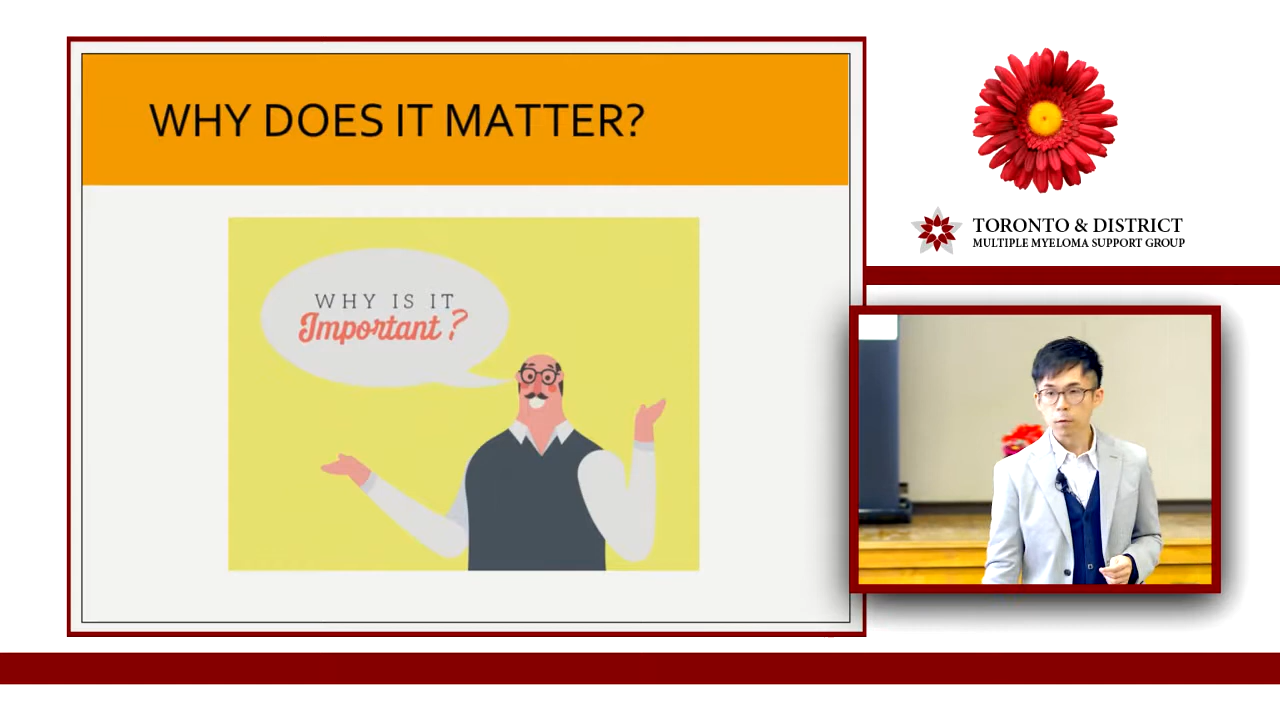 WHY DOES IT MATTER?
WHY IS IT
Important?
TORONTO & DISTRICT
MULTIPLE MYELOMA SUPPORT GROUP